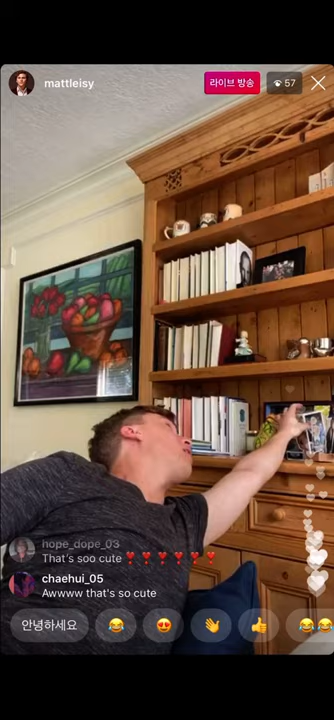 mattleisy
라이브 방송
57
hope_dope_03
That's soo cute ❣️❣️❣️❣️❣️❣️
chaehui_05
Awwww that's so cute
안녕하세요